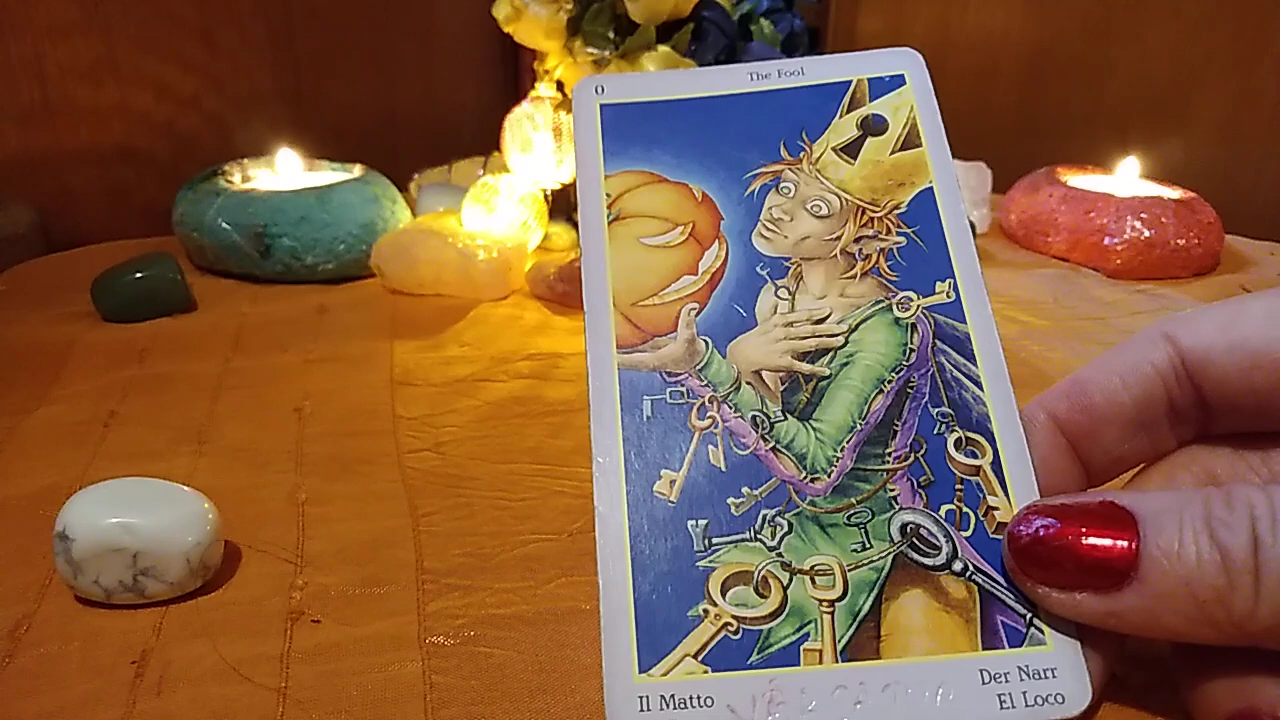 The Fool
0
Il Matto
Der Narr
El Loco